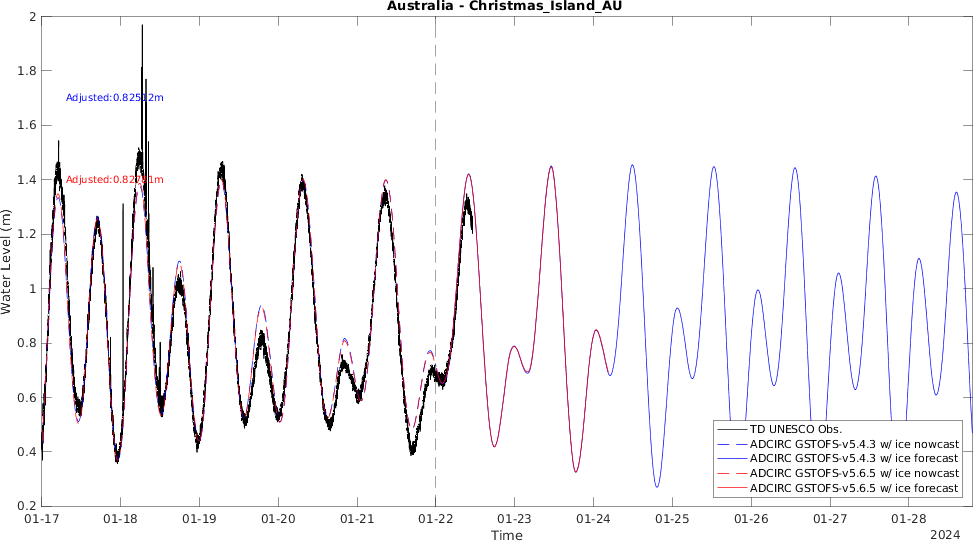 Australia - Christmas_Island_AU
2
1.8
1.6
1.4
1.2
1
0.8
0.6
0.4
0.2
Water Level (m)
Adjusted:0.82512m
TD UNESCO Obs.
ADCIRC GSTOFS-v5.4.3 w/ ice nowcast
ADCIRC GSTOFS-v5.4.3 w/ ice forecast
ADCIRC GSTOFS-v5.6.5 w/ ice nowcast
ADCIRC GSTOFS-v5.6.5 w/ ice forecast
01-17 01-18 01-19 01-20 01-21 01-22 01-23 01-24 01-25 01-26 01-27 01-28
Time
2024